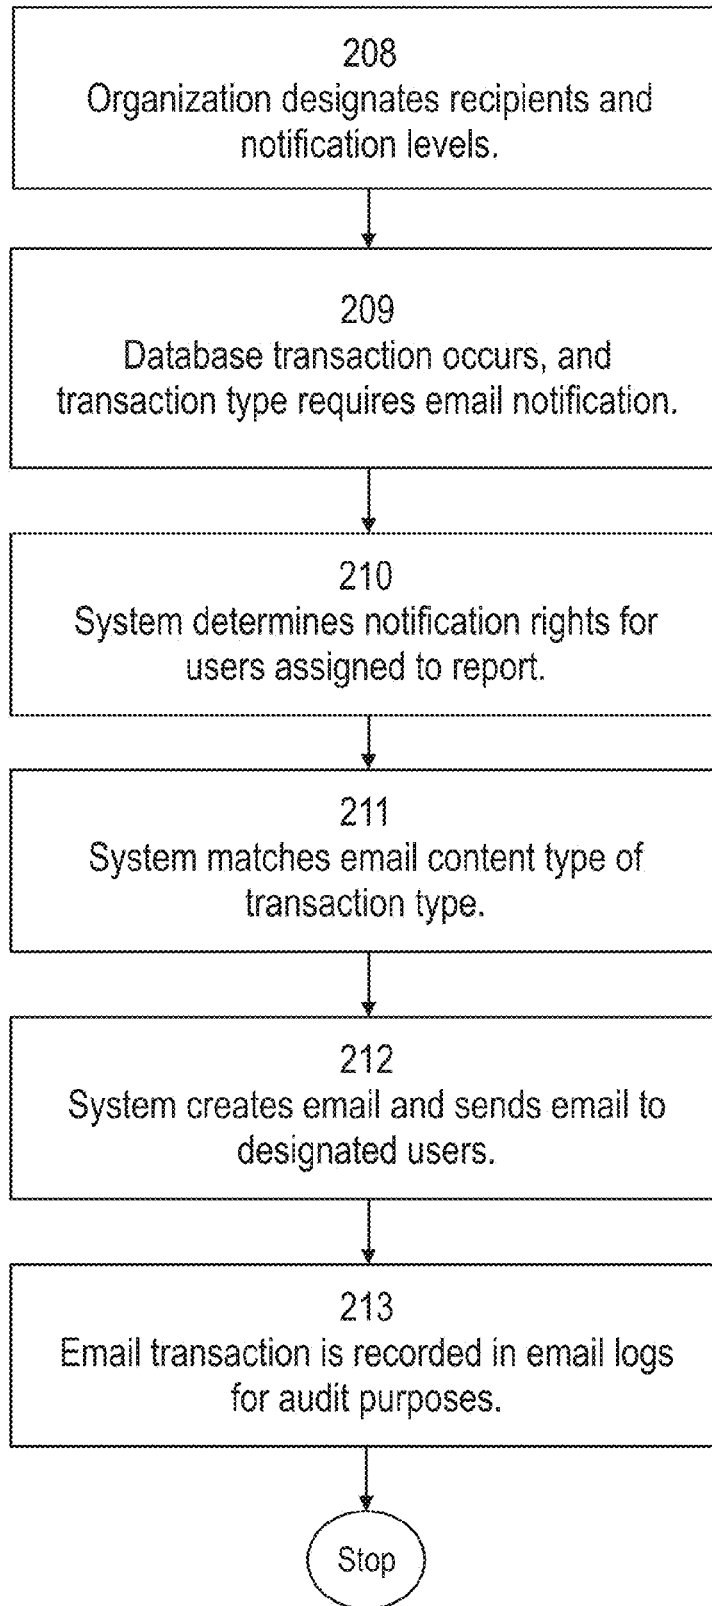 208
Organization designates recipients and
notification levels.
209
Database transaction occurs, and
transaction type requires email notification.
210
System determines notification rights for
users assigned to report.
211
System matches email content type of
transaction type.
212
System creates email and sends email to
designated users.
213
Email transaction is recorded in email logs
for audit purposes.
Stop